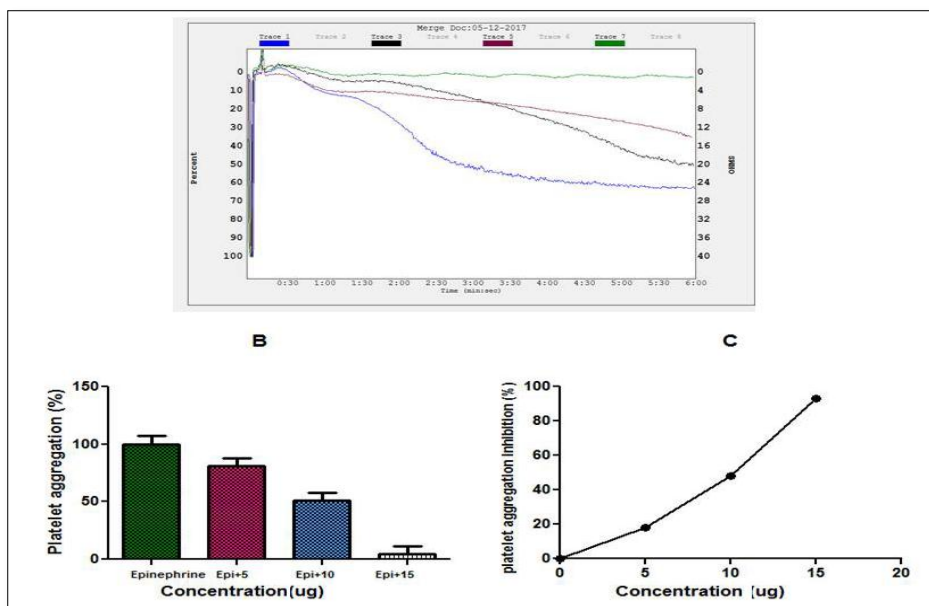 Merge Doc:05-12-2017
Trace 1 Trace 2 Trace 3 Trace 4 Trace 5 Trace 6 Trace 7 Trace 8
Percent
0
10
20
30
40
50
60
70
80
90
100
OHMS
0
4
8
12
16
20
24
28
32
36
40
0:30 1:00 1:30 2:00 2:30 3:00 3:30 4:00 4:30 5:00 5:30 6:00
Time (min:sec)
B
Platelet aggregation (%)
150
100
50
0
Epinephrine Epi+5 Epi+10 Epi+15
Concentration(ug)
C
platelet aggregation inhibition (%)
100
80
60
40
20
0
0 5 10 15 20
Concentration (ug)